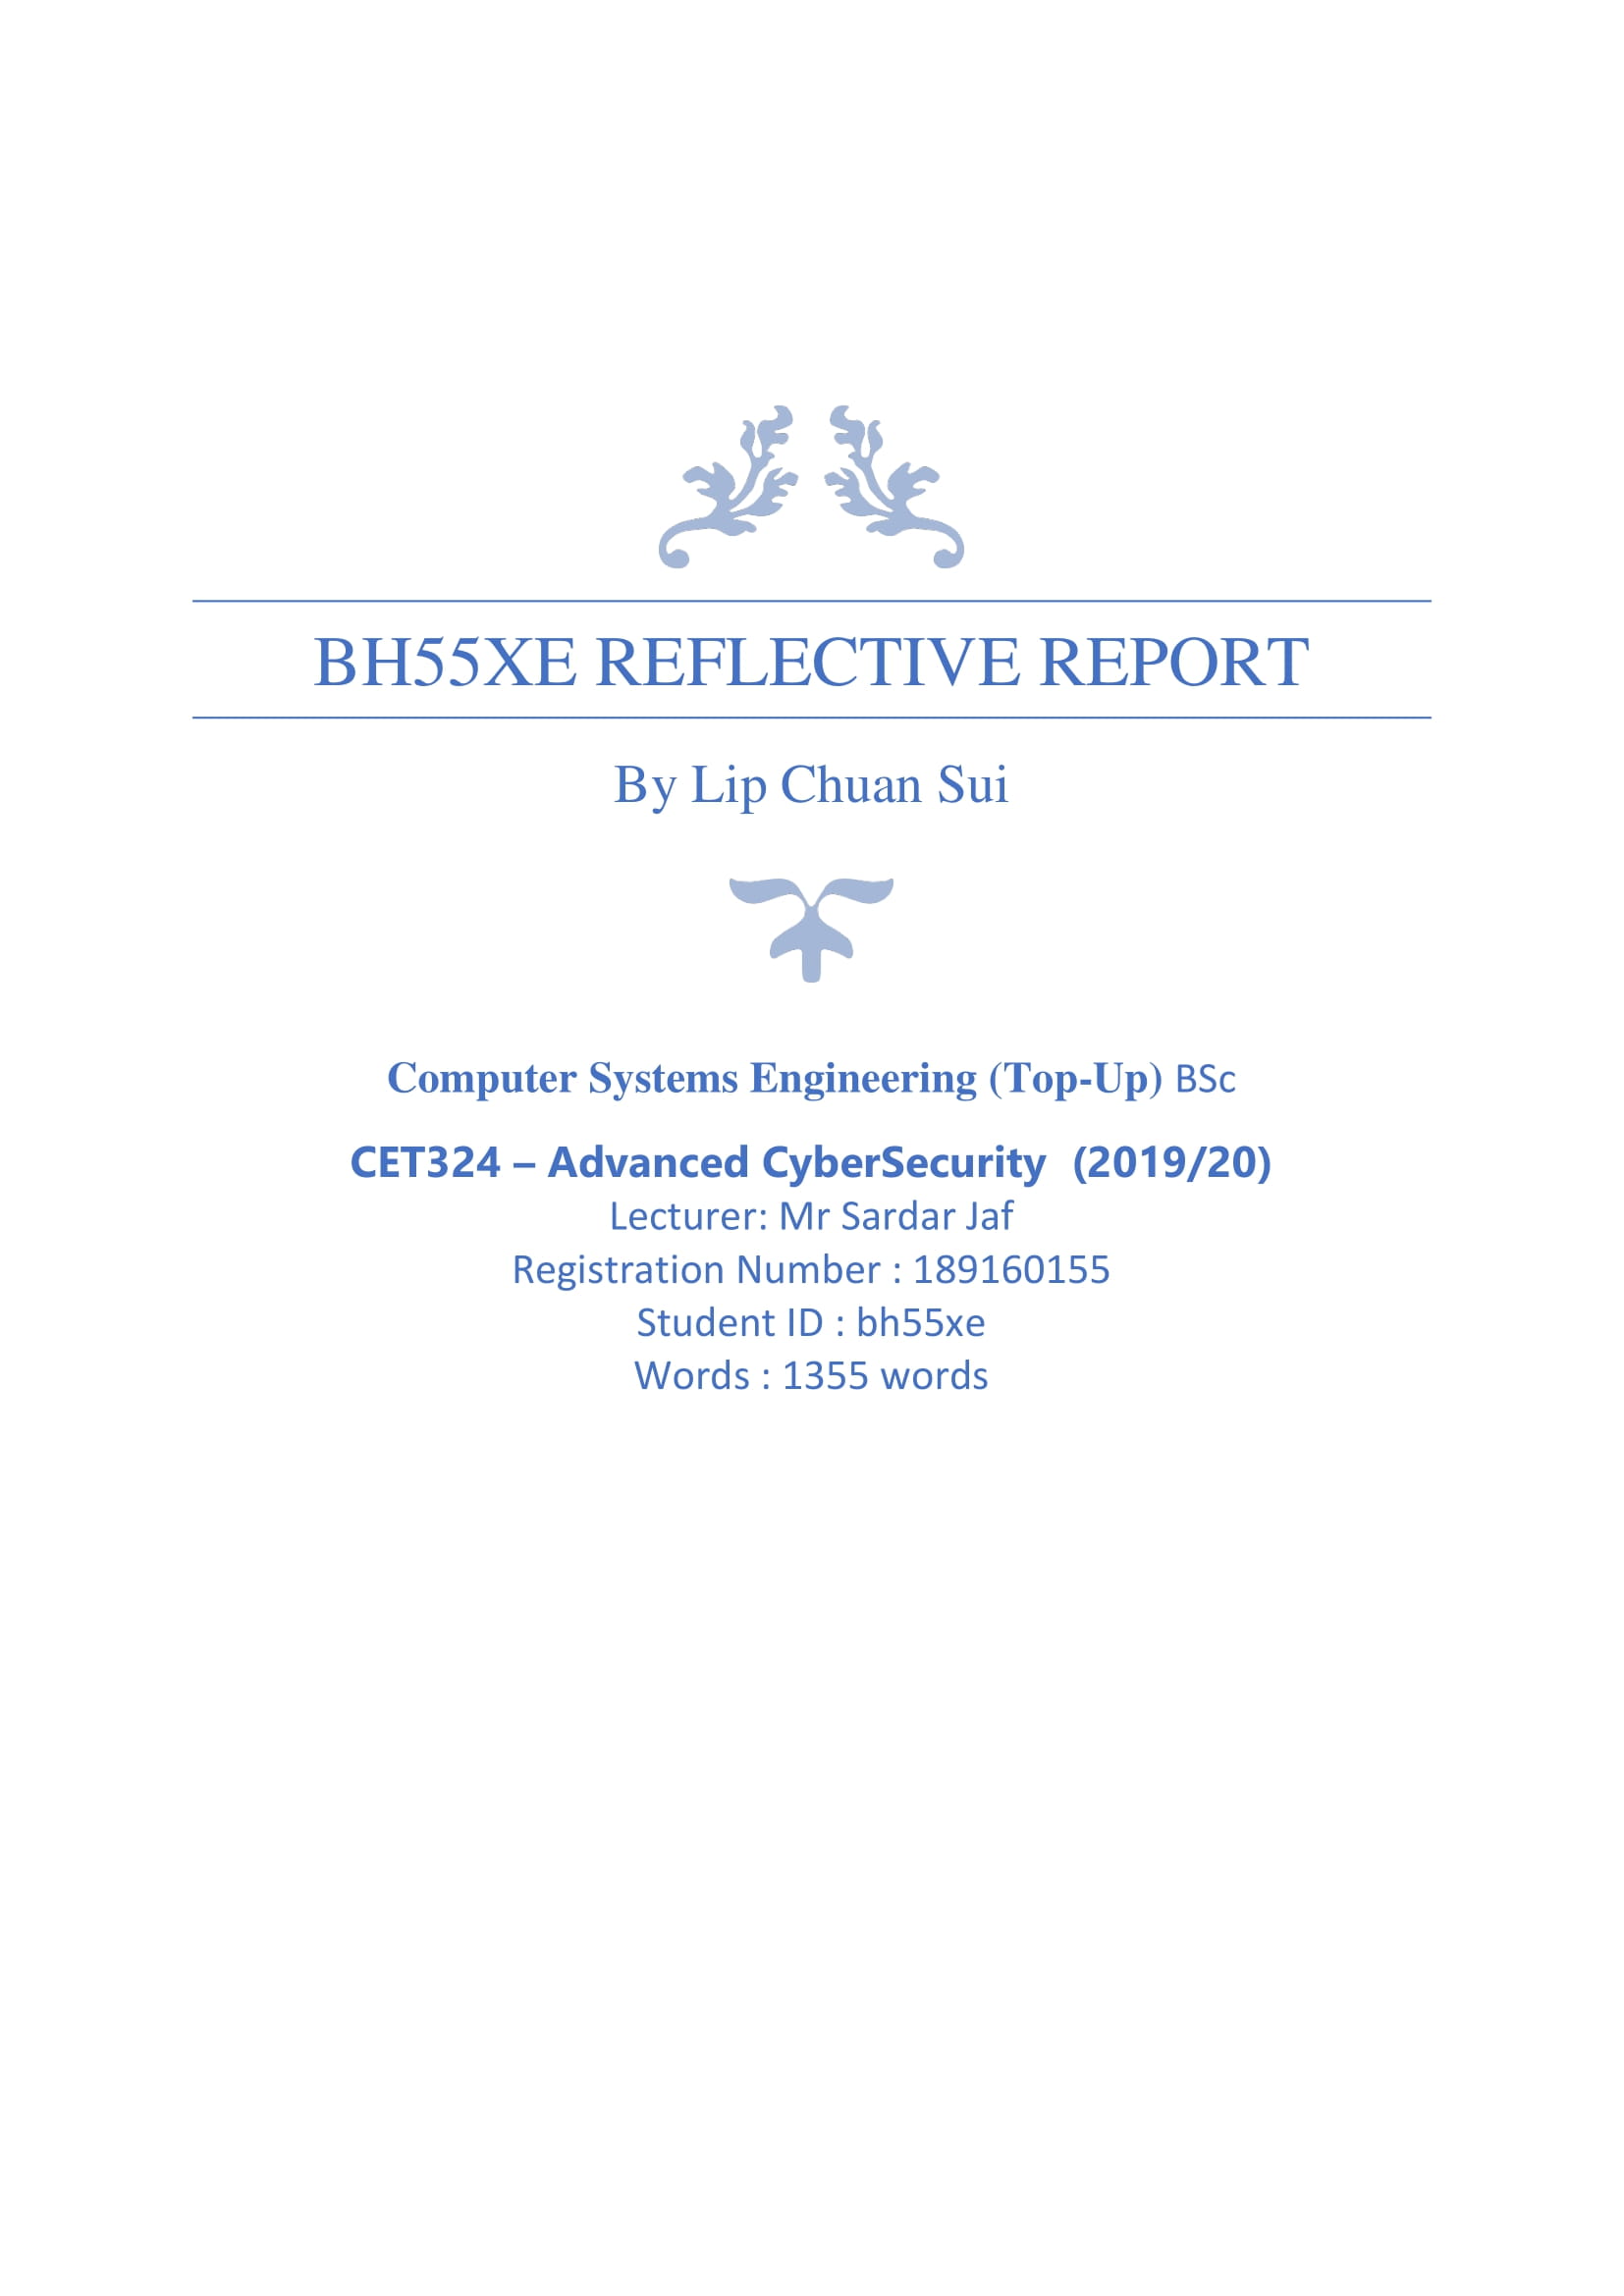 BH55XE REFLECTIVE REPORT
By Lip Chuan Sui
Computer Systems Engineering (Top-Up) BSc
CET324 – Advanced CyberSecurity (2019/20)
Lecturer: Mr Sardar Jaf
Registration Number : 189160155
Student ID : bh55xe
Words : 1355 words